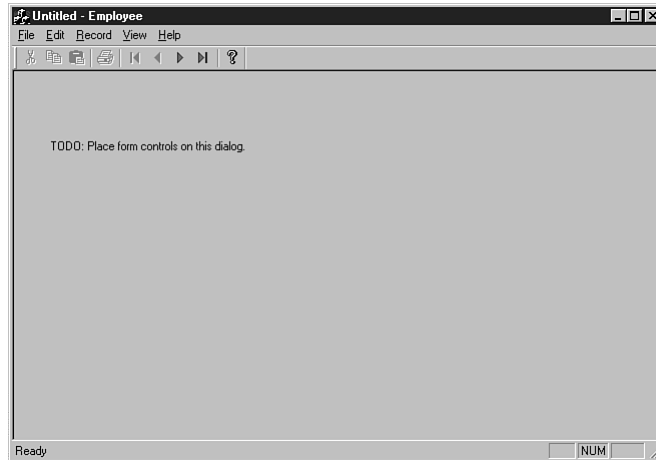 Untitled - Employee
File Edit Record View Help
?
TODO: Place form controls on this dialog.
Ready NUM